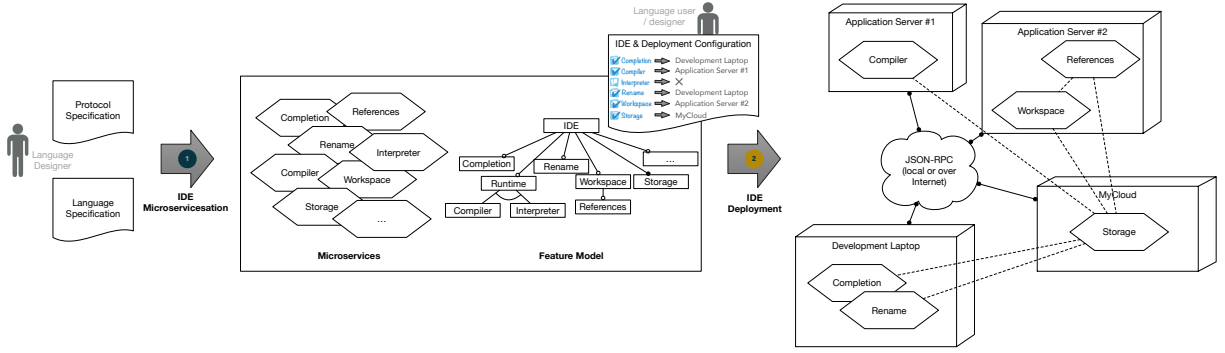 Protocol
Specification
Language
Designer
Language
Specification
1
IDE
Microservicesation
Completion
References
Rename
Interpreter
Compiler
Workspace
Storage
...
Microservices
IDE
Completion
Rename
...
Runtime
Workspace
Storage
Compiler
Interpreter
References
Feature Model
Language user
/ designer
IDE & Deployment Configuration
Completion Development Laptop
Compiler Application Server #1
Interpreter
Rename Development Laptop
Workspace Application Server #2
Storage MyCloud
2
IDE
Deployment
Application Server #1
Compiler
Application Server #2
References
Workspace
JSON-RPC
(local or over
Internet)
MyCloud
Storage
Development Laptop
Completion
Rename